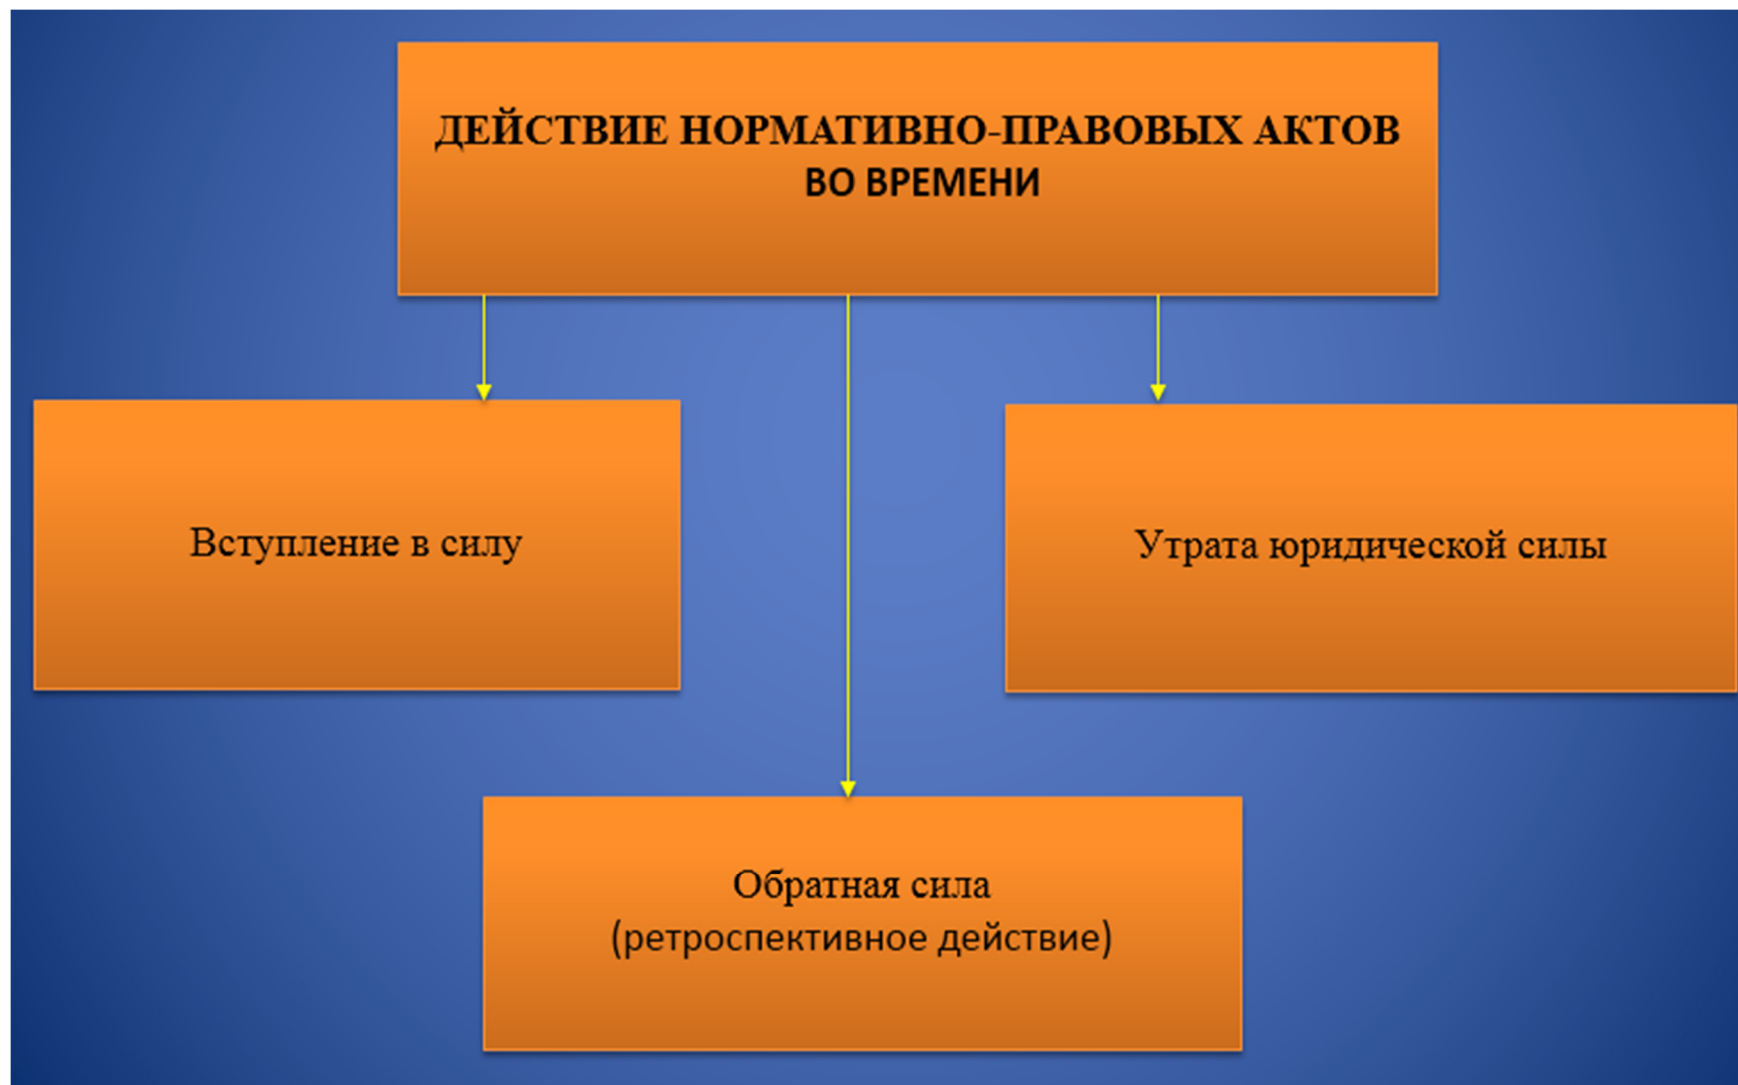 ДЕЙСТВИЕ НОРМАТИВНО-ПРАВОВЫХ АКТОВ
ВО ВРЕМЕНИ
Вступление в силу
Утрата юридической силы
Обратная сила
(ретроспективное действие)